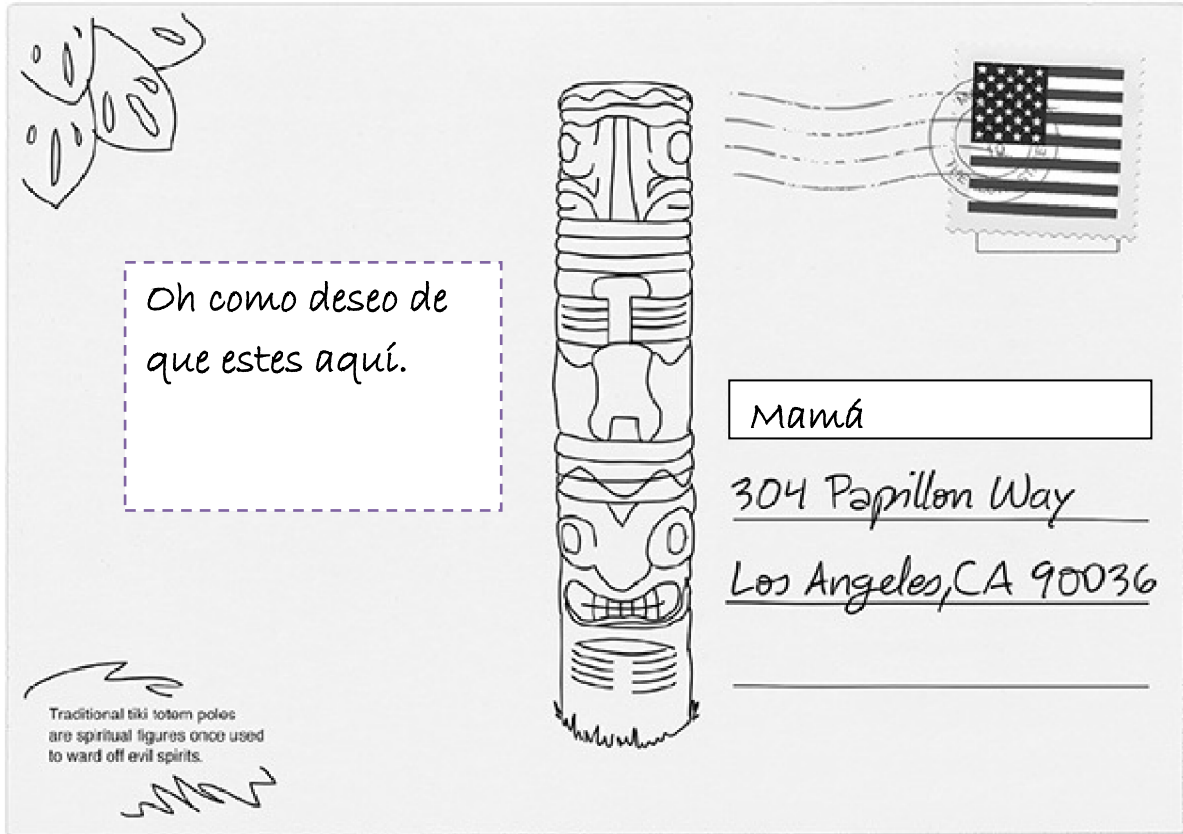 Oh como deseo de
que estes aquí.
Mamá
304 Papillon Way
Los Angeles,CA 90036
Traditional tiki totem poles
are spiritual figures once used
to ward off evil spirits.